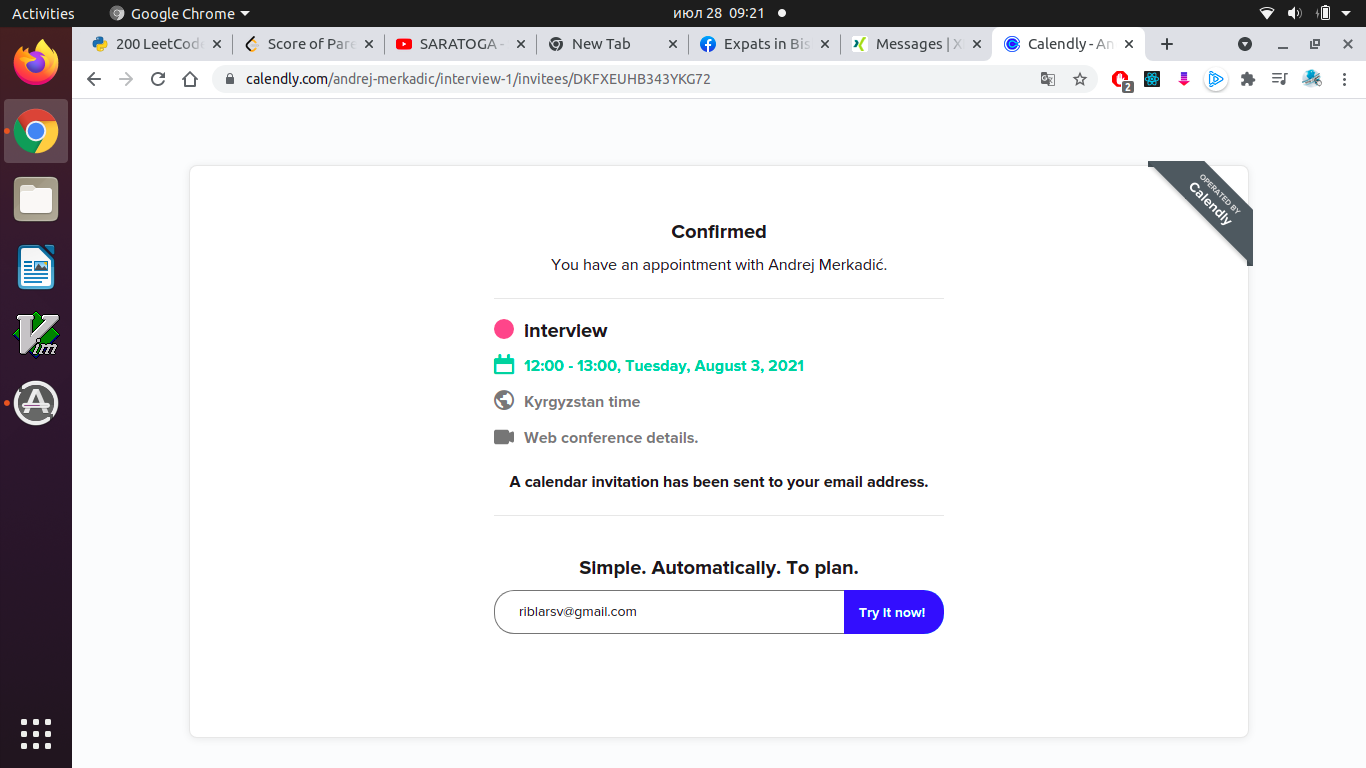 Activities
Google Chrome
июл 28 09:21
200 LeetCode
Score of Pare
SARATOGA -
New Tab
Expats in Bis
Messages | X
Calendly - An
calendly.com/andrej-merkadic/interview-1/invitees/DKFXEUHB343YKG72
2
OPERATED BY
Calendly
Confirmed
You have an appointment with Andrej Merkadić.
Interview
12:00 - 13:00, Tuesday, August 3, 2021
Kyrgyzstan time
Web conference details.
A calendar invitation has been sent to your email address.
Simple. Automatically. To plan.
riblarsv@gmail.com
Try it now!
Vim